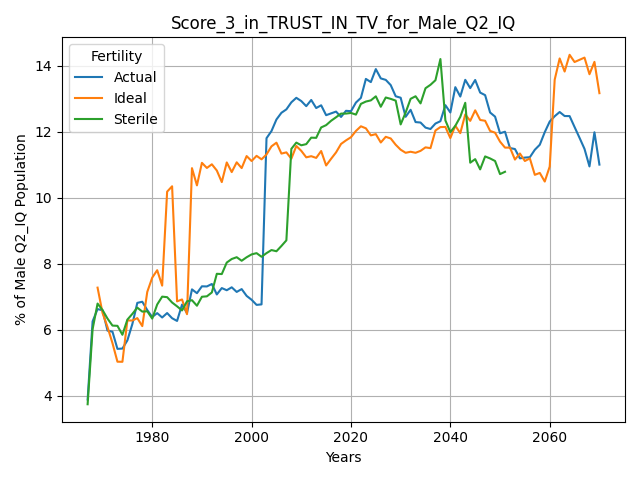 Score_3_in_TRUST_IN_TV_for_Male_Q2_IQ
Fertility
Actual
Ideal
Sterile
% of Male Q2_IQ Population
14
12
10
8
6
4
1980 2000 2020 2040 2060
Years